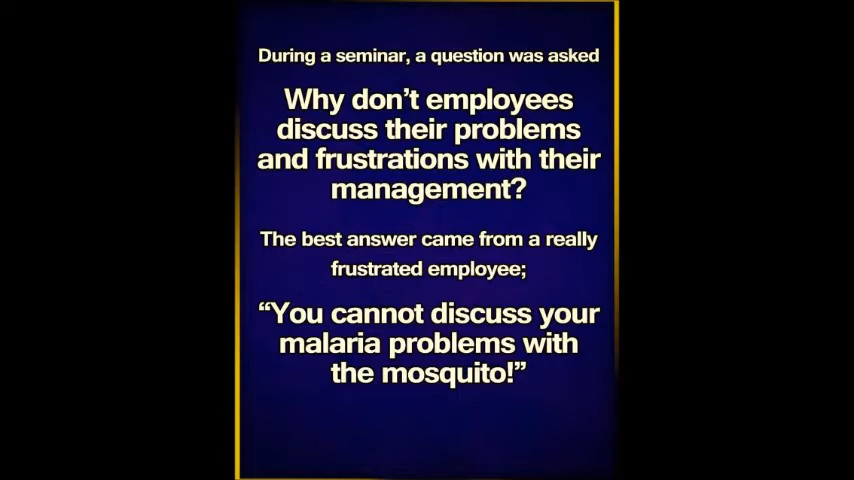 During a seminar, a question was asked
Why don’t employees
discuss their problems
and frustrations with their
management?
The best answer came from a really
frustrated employee;
“You cannot discuss your
malaria problems with
the mosquito!”